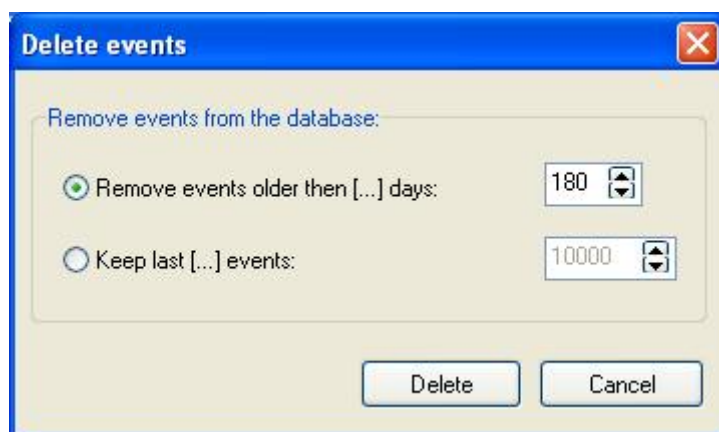 Delete events
Remove events from the database:
Remove events older then [...] days: 180
Keep last [...] events: 10000
Delete Cancel